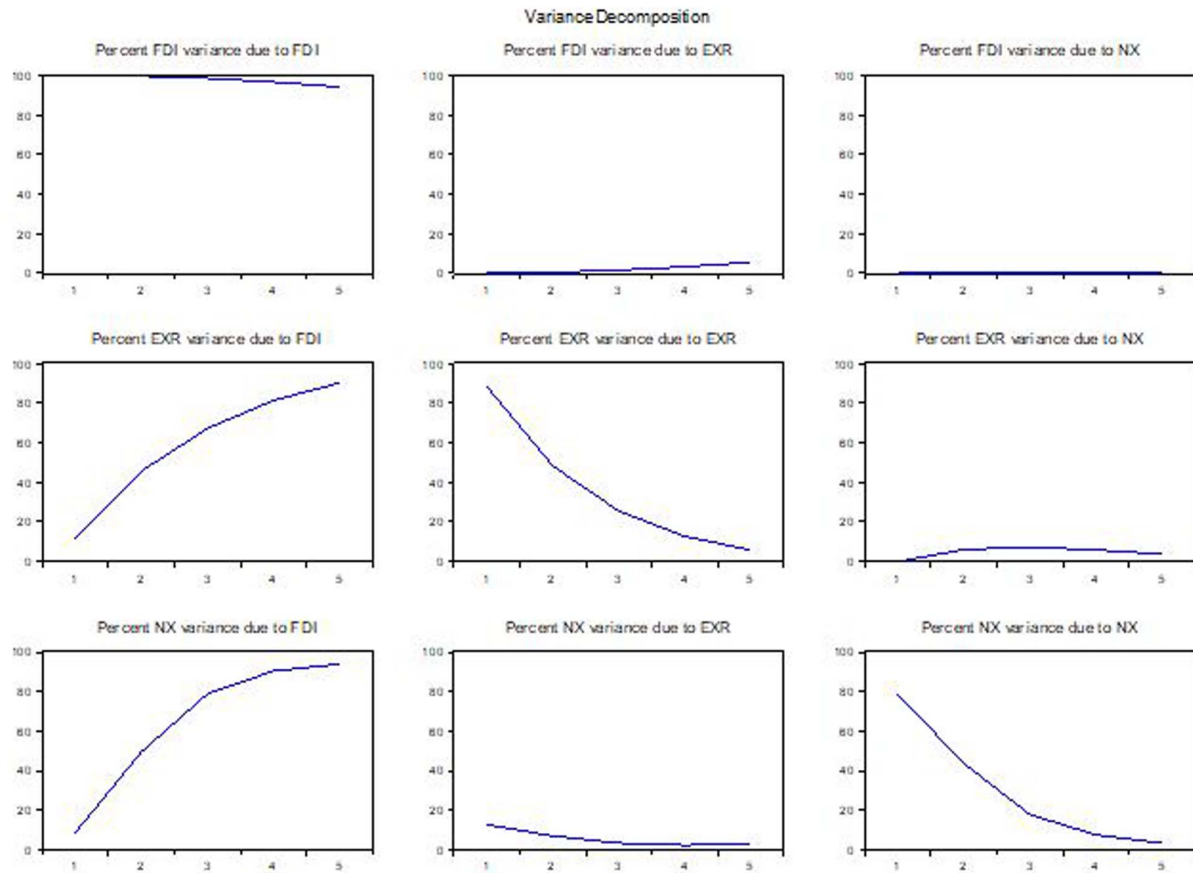 Variance Decomposition
Percent FDI variance due to FDI
Percent FDI variance due to EXR
Percent FDI variance due to NX
100
80
60
40
20
0
1 2 3 4 5
100
80
60
40
20
0
1 2 3 4 5
100
80
60
40
20
0
1 2 3 4 5
Percent EXR variance due to FDI
Percent EXR variance due to EXR
Percent EXR variance due to NX
100
80
60
40
20
0
1 2 3 4 5
100
80
60
40
20
0
1 2 3 4 5
100
80
60
40
20
0
1 2 3 4 5
Percent NX variance due to FDI
Percent NX variance due to EXR
Percent NX variance due to NX
100
80
60
40
20
0
1 2 3 4 5
100
80
60
40
20
0
1 2 3 4 5
100
80
60
40
20
0
1 2 3 4 5